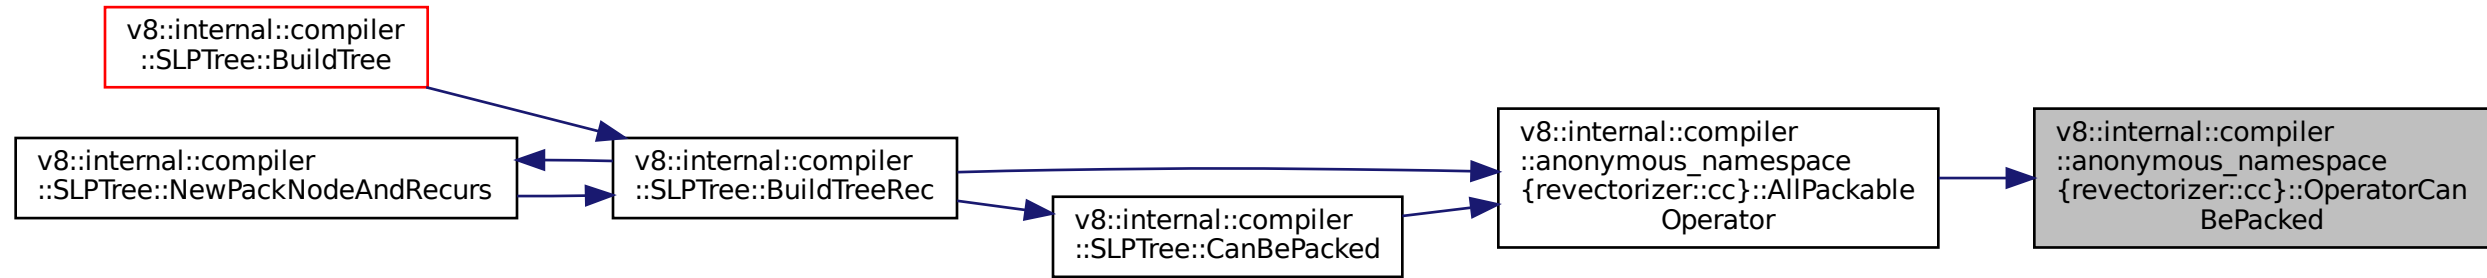 v8::internal::compiler
::SLPTree::BuildTree
v8::internal::compiler
::SLPTree::NewPackNodeAndRecurs
v8::internal::compiler
::SLPTree::BuildTreeRec
v8::internal::compiler
::SLPTree::CanBePacked
v8::internal::compiler
::anonymous_namespace
{revectorizer::cc}::AllPackable
Operator
v8::internal::compiler
::anonymous_namespace
{revectorizer::cc}::OperatorCan
BePacked